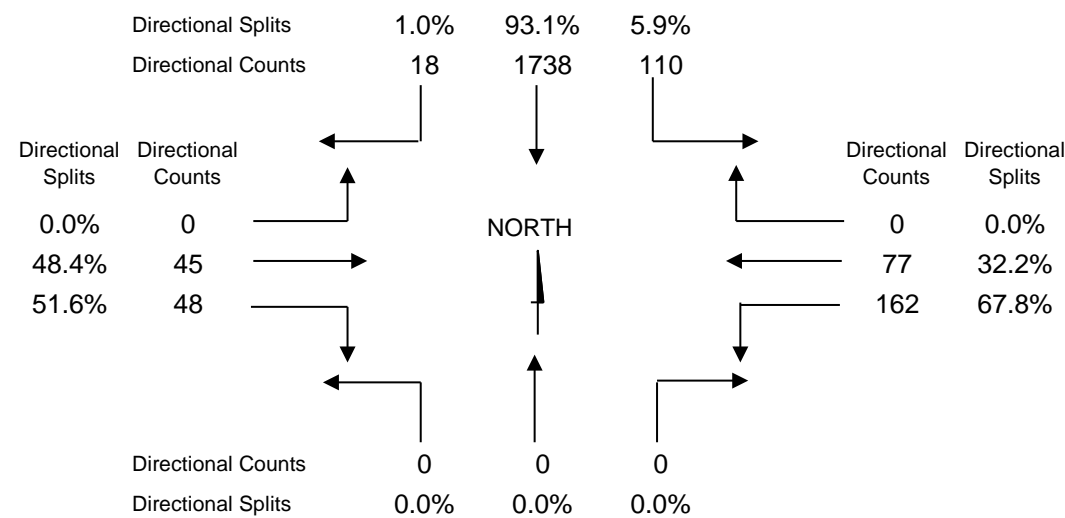 Directional Splits 1.0% 93.1% 5.9%
Directional Counts 18 1738 110
Directional Directional Directional Directional
Splits Counts Counts Splits
0.0% 0 NORTH 0 0.0%
48.4% 45 77 32.2%
51.6% 48 162 67.8%
Directional Counts 0 0 0
Directional Splits 0.0% 0.0% 0.0%